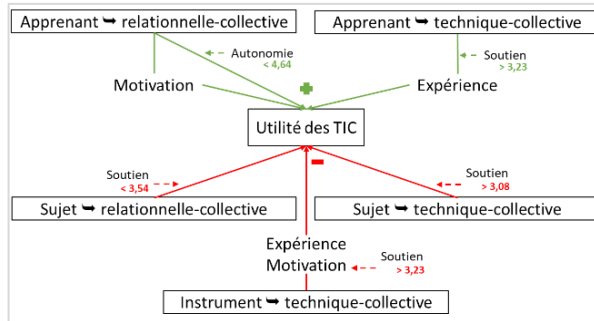 Apprenant ➥ relationnelle-collective
Apprenant ➥ technique-collective
Autonomie
< 4,64
Soutien
> 3,23
Motivation
Expérience
+
Utilité des TIC
-
Soutien
< 3,54
Soutien
> 3,08
Sujet ➥ relationnelle-collective
Sujet ➥ technique-collective
Expérience
Motivation
Soutien
> 3,23
Instrument ➥ technique-collective